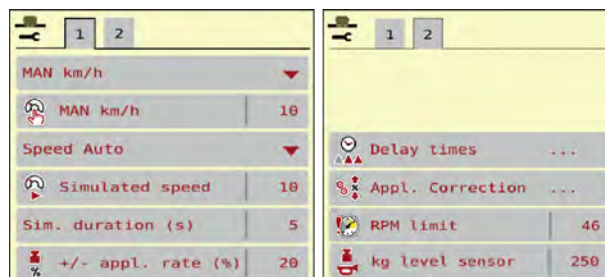 1 2
MAN km/h
MAN km/h 10
Speed Auto
Simulated speed 10
Sim. duration (s) 5
% +/- appl. rate (%) 20
1 2
Delay times ...
% Appl. Correction ...
RPM limit 46
kg level sensor 250